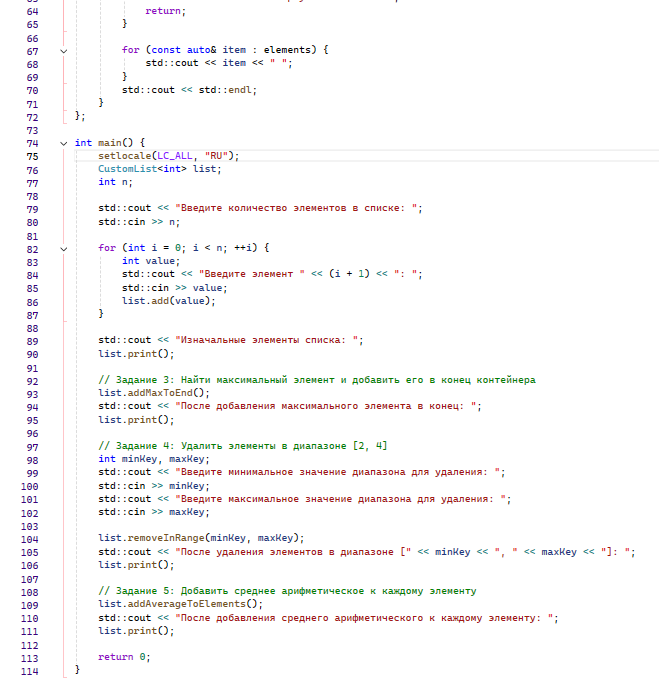 64 return;
65 }
66
67 for (const auto& item : elements) {
68 std::cout << item << " ";
69 }
70 std::cout << std::endl;
71 }
72 };
73
74 int main() {
75 setlocale(LC_ALL, "RU");
76 CustomList<int> list;
77 int n;
78
79 std::cout << "Введите количество элементов в списке: ";
80 std::cin >> n;
81
82 for (int i = 0; i < n; ++i) {
83 int value;
84 std::cout << "Введите элемент " << (i + 1) << ": ";
85 std::cin >> value;
86 list.add(value);
87 }
88
89 std::cout << "Изначальные элементы списка: ";
90 list.print();
91
92 // Задание 3: Найти максимальный элемент и добавить его в конец контейнера
93 list.addMaxToEnd();
94 std::cout << "После добавления максимального элемента в конец: ";
95 list.print();
96
97 // Задание 4: Удалить элементы в диапазоне [2, 4]
98 int minKey, maxKey;
99 std::cout << "Введите минимальное значение диапазона для удаления: ";
100 std::cin >> minKey;
101 std::cout << "Введите максимальное значение диапазона для удаления: ";
102 std::cin >> maxKey;
103
104 list.removeInRange(minKey, maxKey);
105 std::cout << "После удаления элементов в диапазоне [" << minKey << ", " << maxKey << "]: ";
106 list.print();
107
108 // Задание 5: Добавить среднее арифметическое к каждому элементу
109 list.addAverageToElements();
110 std::cout << "После добавления среднего арифметического к каждому элементу: ";
111 list.print();
112
113 return 0;
114 }